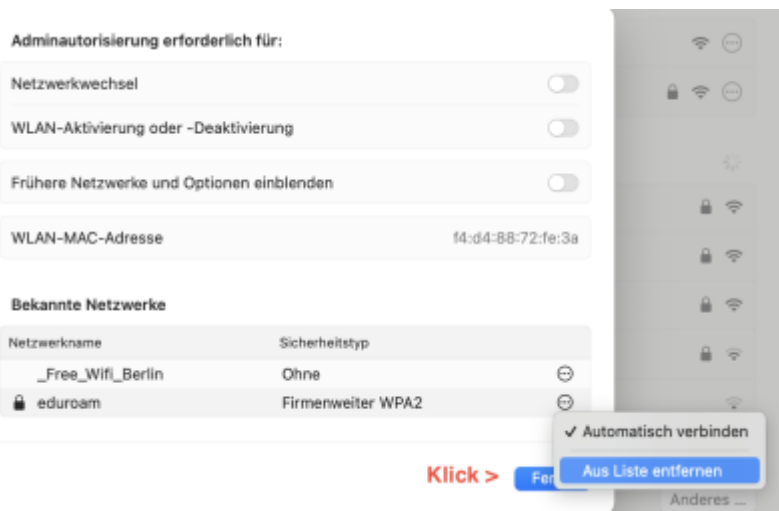 Adminautorisierung erforderlich für:
Netzwerkwechsel
WLAN-Aktivierung oder -Deaktivierung
Frühere Netzwerke und Optionen einblenden
WLAN-MAC-Adresse f4:d4:88:72:fe:3a
Bekannte Netzwerke
Netzwerkname Sicherheitstyp
_Free_Wifi_Berlin Ohne
eduroam Firmenweiter WPA2
✓ Automatisch verbinden
Aus Liste entfernen
Klick >
Anderes ...